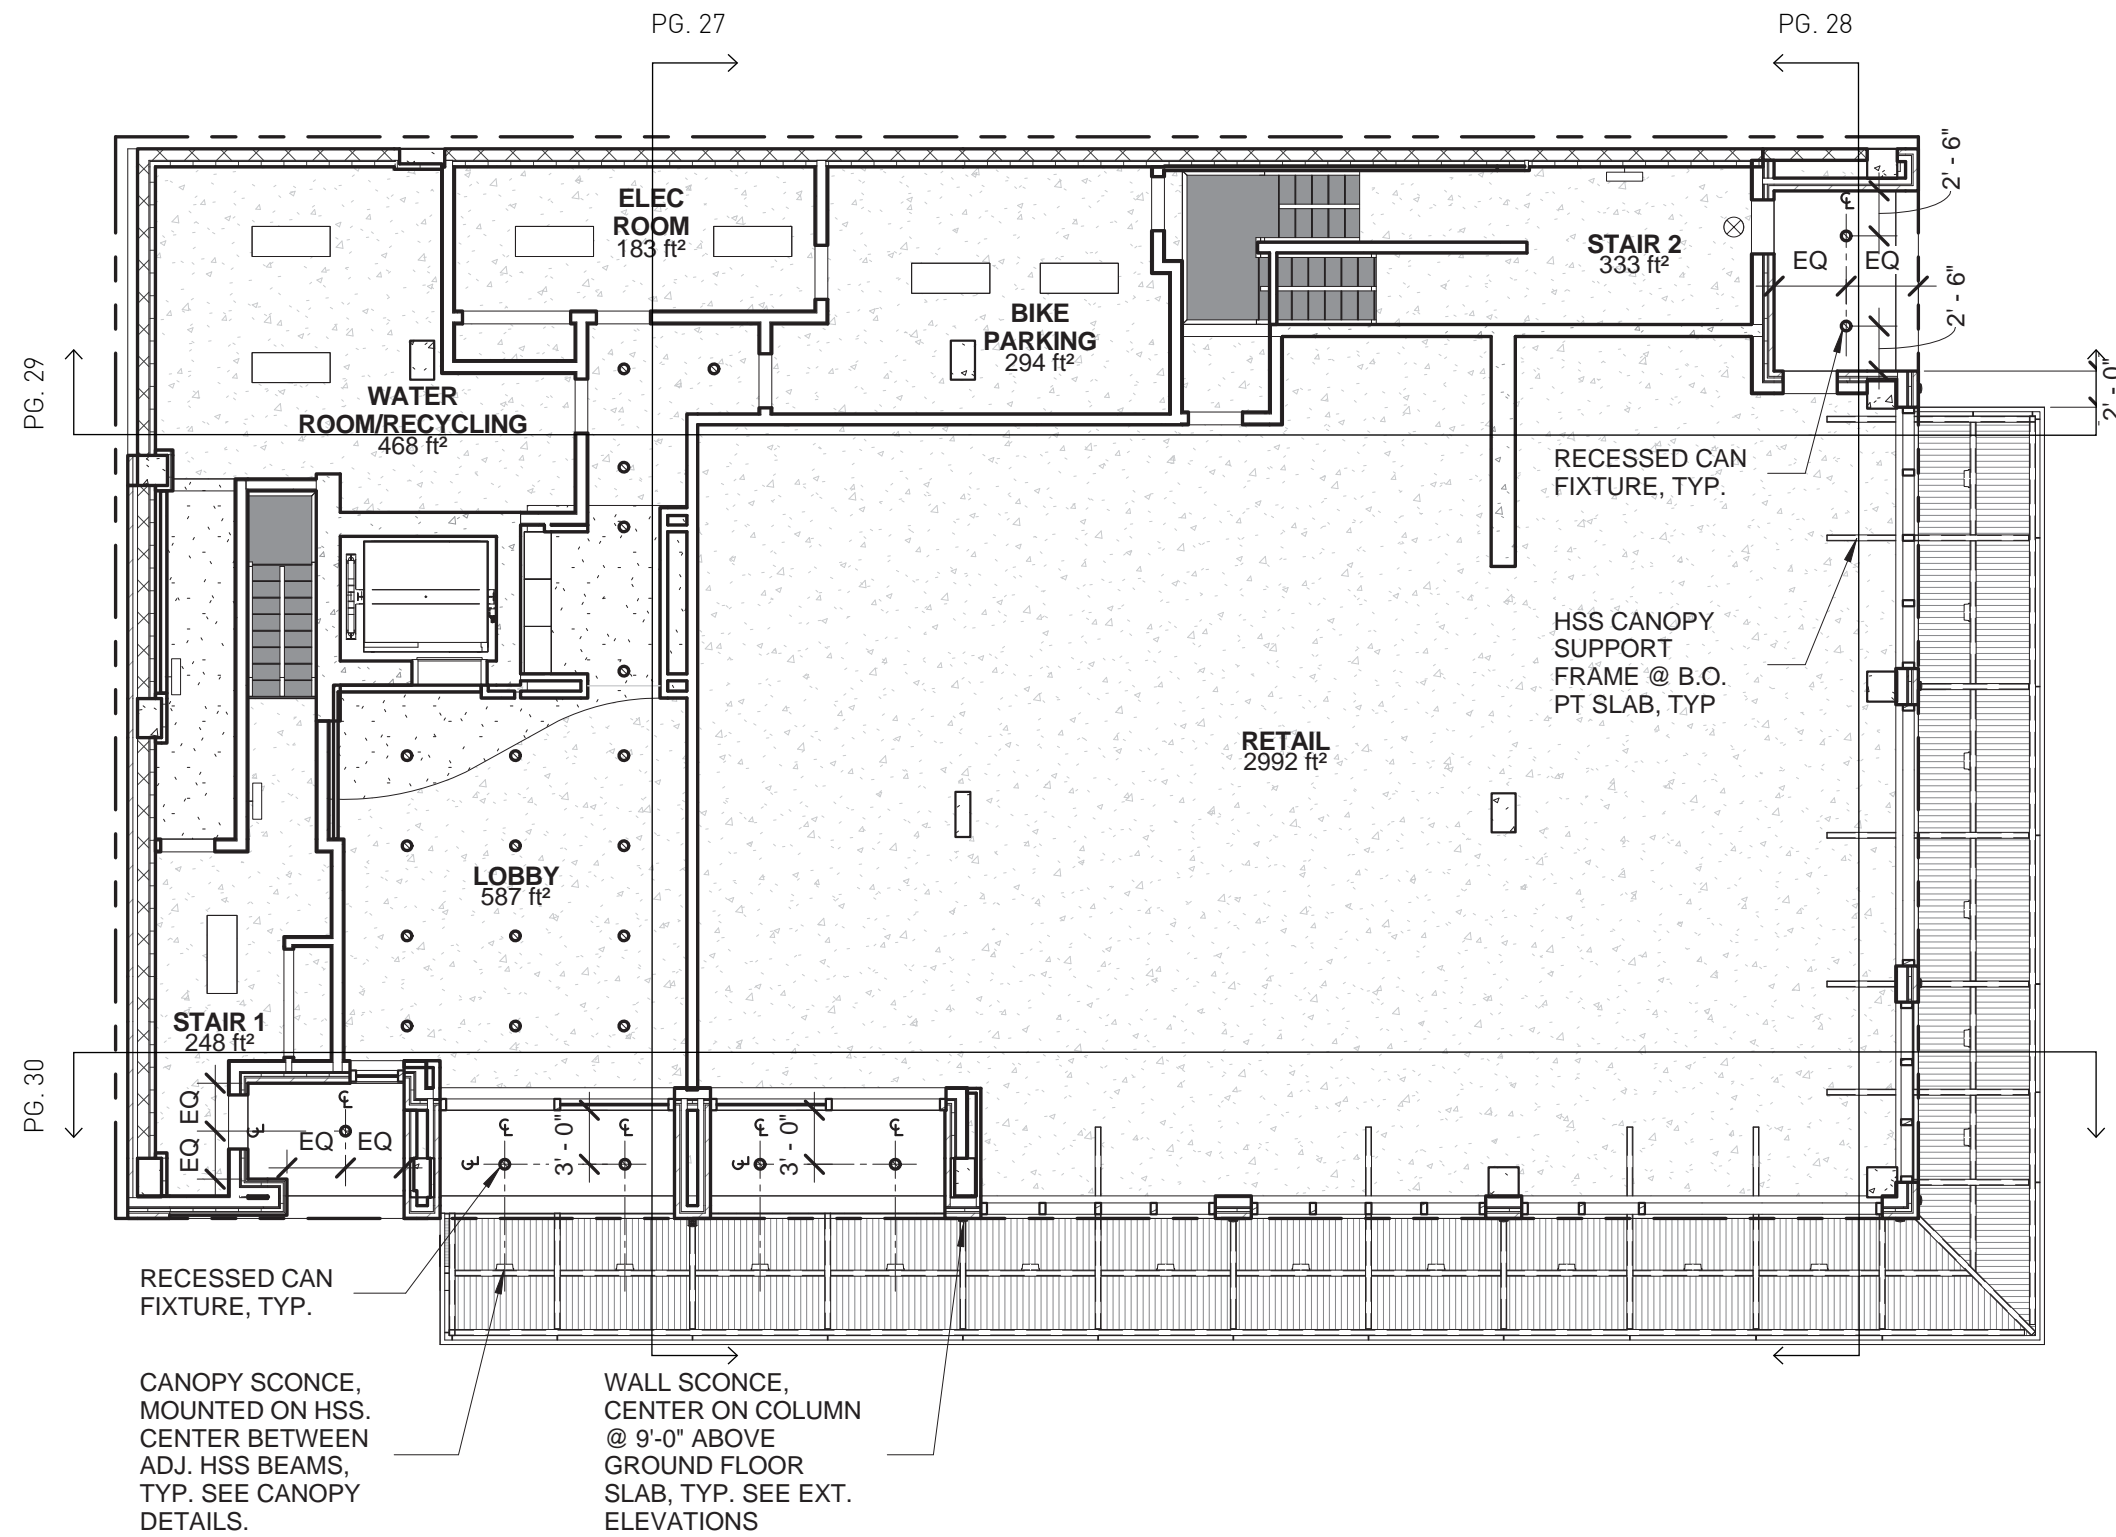 PG. 27
PG. 28
ELEC
ROOM
183 ft²
2' - 6"
STAIR 2
333 ft²
℄
EQ
EQ
2' - 6"
BIKE
PARKING
294 ft²
PG. 29
WATER
ROOM/RECYCLING
468 ft²
2' - 0"
RECESSED CAN
FIXTURE, TYP.
HSS CANOPY
SUPPORT
FRAME @ B.O.
PT SLAB, TYP
RETAIL
2992 ft²
LOBBY
587 ft²
STAIR 1
248 ft²
PG. 30
EQ
EQ
℄
℄
EQ
EQ
℄
3' - 0"
℄
℄
℄
3' - 0"
℄
℄
RECESSED CAN
FIXTURE, TYP.
CANOPY SCONCE,
MOUNTED ON HSS.
CENTER BETWEEN
ADJ. HSS BEAMS,
TYP. SEE CANOPY
DETAILS.
WALL SCONCE,
CENTER ON COLUMN
@ 9'-0" ABOVE
GROUND FLOOR
SLAB, TYP. SEE EXT.
ELEVATIONS